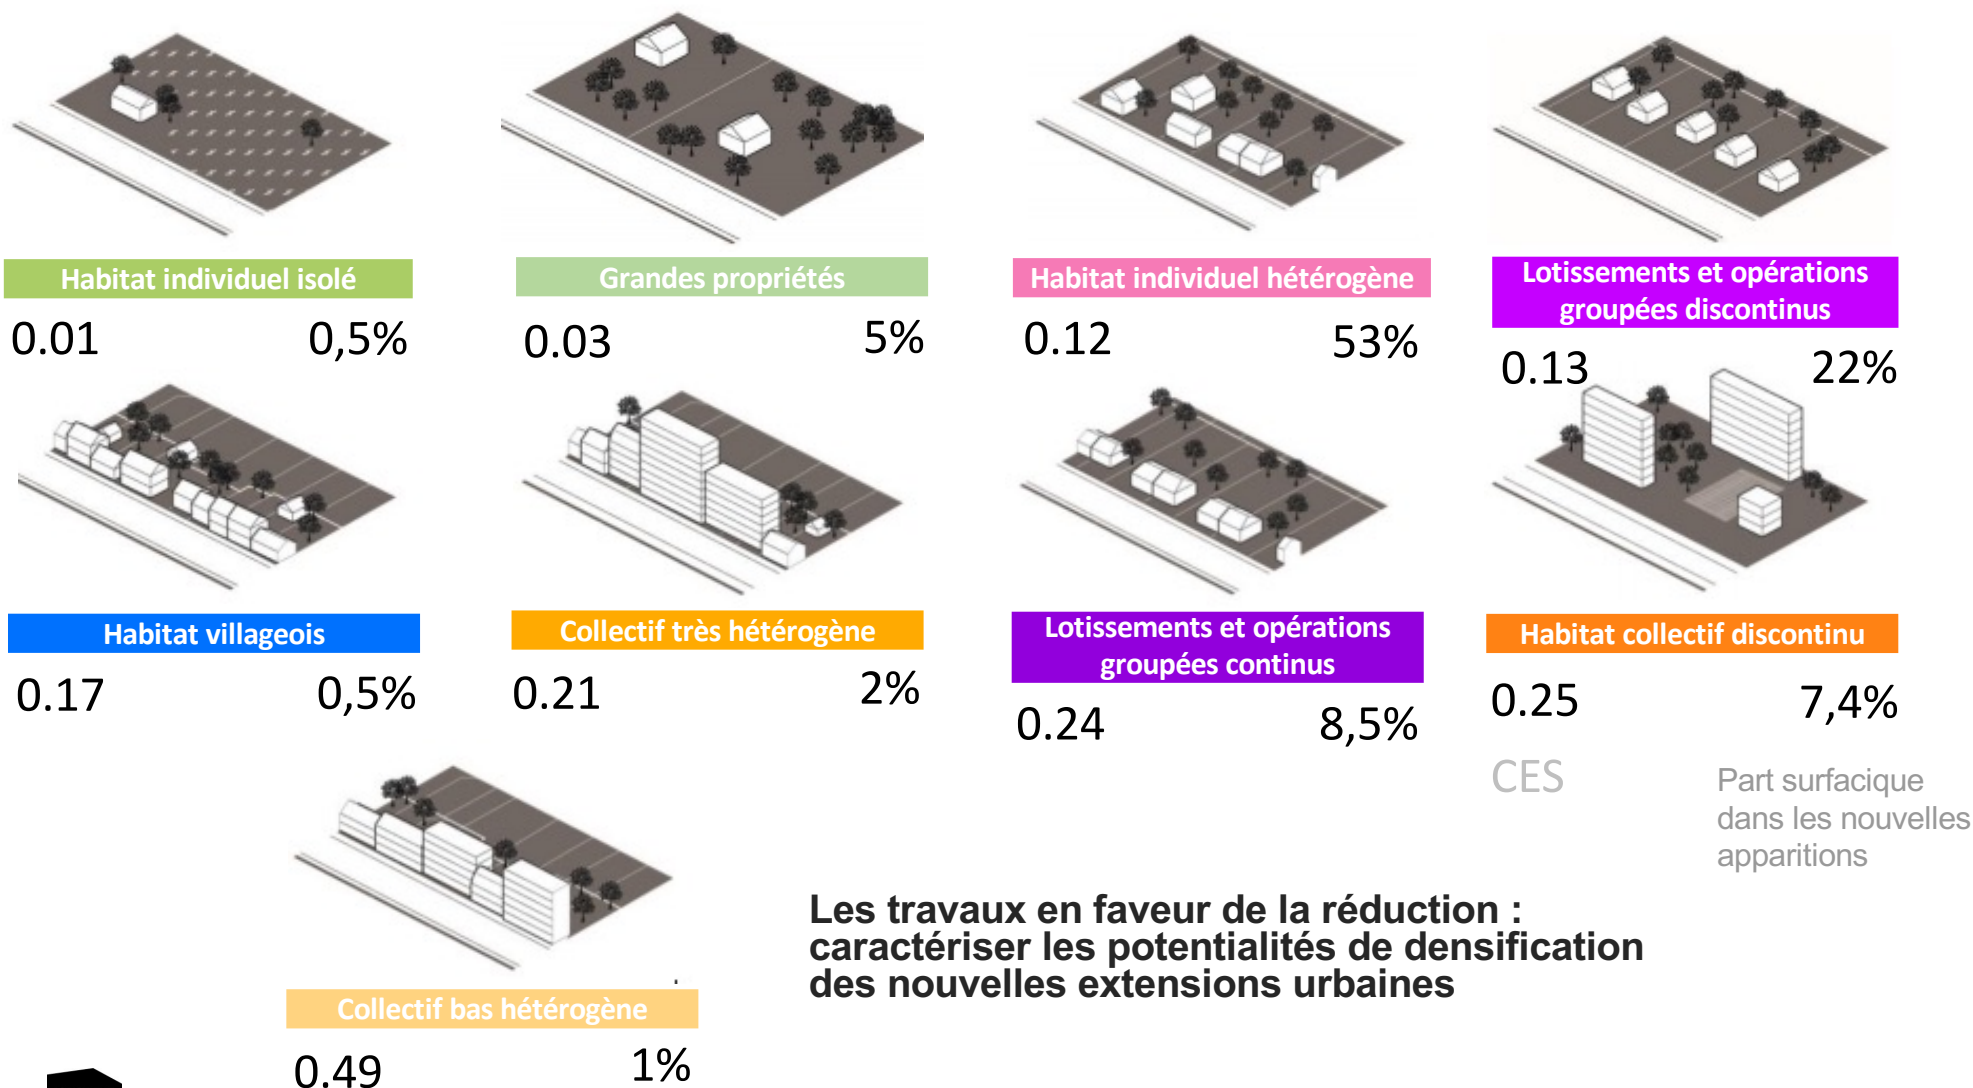 Habitat individuel isolé
0.01 0,5%
Grandes propriétés
0.03 5%
Habitat individuel hétérogène
0.12 53%
Lotissements et opérations
groupées discontinus
0.13 22%
Habitat villageois
0.17 0,5%
Collectif très hétérogène
0.21 2%
Lotissements et opérations
groupées continus
0.24 8,5%
Habitat collectif discontinu
0.25 7,4%
CES
Part surfacique
dans les nouvelles
apparitions
Collectif bas hétérogène
0.49 1%
Les travaux en faveur de la réduction :
caractériser les potentialités de densification
des nouvelles extensions urbaines